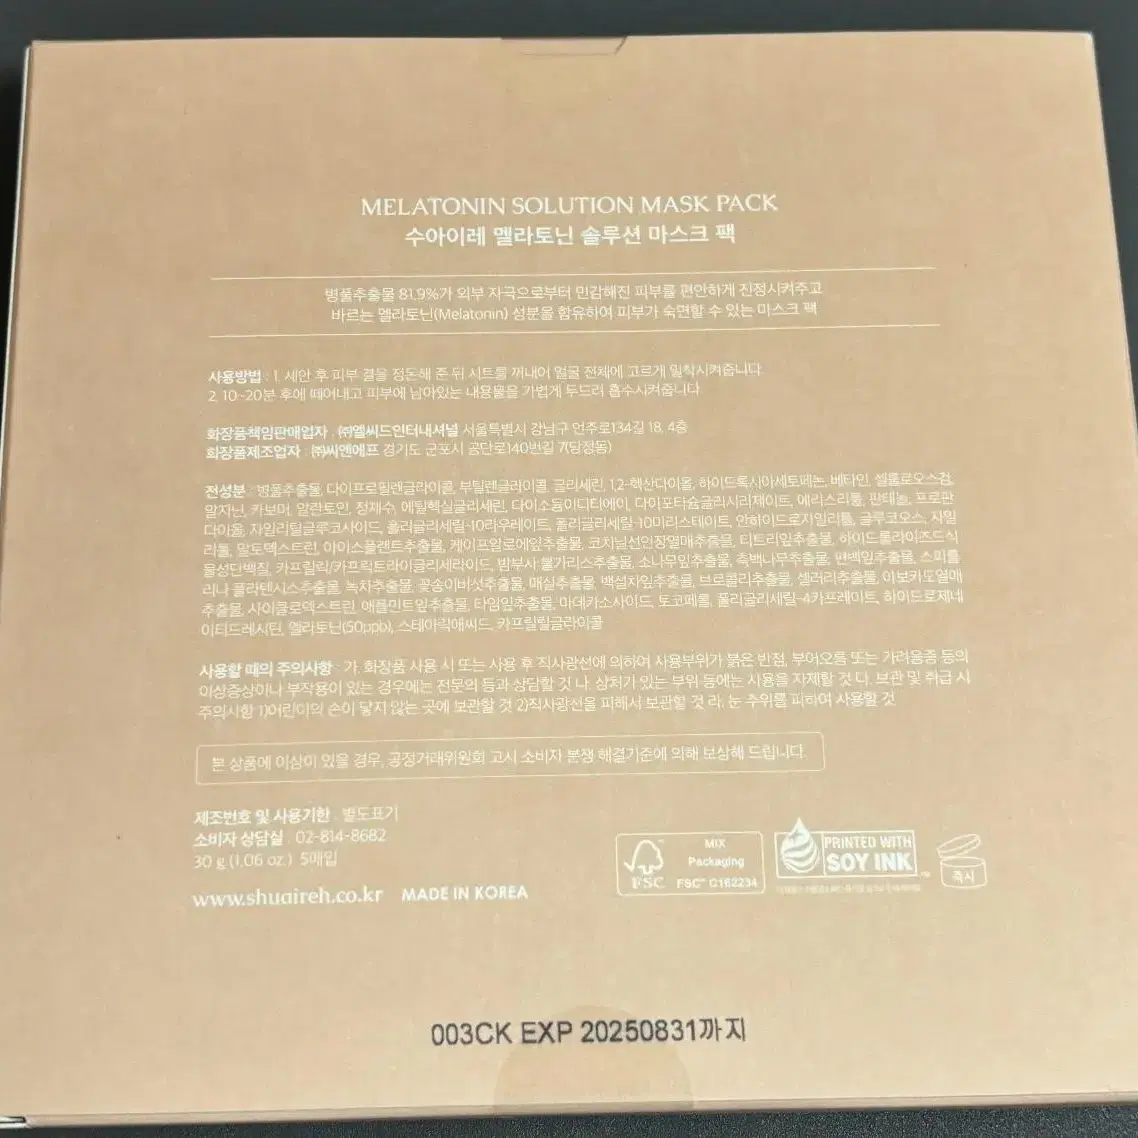 MELATONIN SOLUTION MASK PACK
수아이레 멜라토닌 솔루션 마스크 팩
병풀추출물 81.9%가 외부 자극으로부터 민감해진 피부를 편안하게 진정시켜주고
바르는 멜라토닌(Melatonin) 성분을 함유하여 피부가 숙면할 수 있는 마스크 팩
사용방법 : 1. 세안 후 피부 결을 정돈해 준 뒤 시트를 꺼내어 얼굴 전체에 고르게 밀착시켜줍니다.
2. 10~20분 후에 떼어내고 피부에 남아있는 내용물을 가볍게 두드려 흡수시켜줍니다.
화장품책임판매업자 : ㈜엘씨드인터내셔널 서울특별시 강남구 언주로134길 18, 4층
화장품제조업자 : ㈜씨엔에프 경기도 군포시 공단로140번길 7(당정동)
전성분 : 병풀추출물, 다이프로필렌글라이콜, 부틸렌글라이콜, 글리세린, 1,2-헥산다이올, 하이드록시아세토페논, 베타인, 셀룰로오스검,
알지닌, 카보머, 알란토인, 정제수, 에틸헥실글리세린, 다이소듐이디티에이, 다이포타슘글리시리제이트, 에리스리톨, 판테놀, 프로판
다이올, 자일리틸글루코사이드, 폴리글리세릴-10라우레이트, 폴리글리세릴-10미리스테이트, 안하이드로자일리톨, 글루코오스, 자일
리톨, 말토덱스트린, 아이스플랜트추출물, 케이프알로에잎추출물, 코치닐선인장열매추출물, 티트리잎추출물, 하이드롤라이즈드식
물성단백질, 카프릴릭/카프릭트라이글리세라이드, 밤부사 불가리스추출물, 소나무잎추출물, 측백나무추출물, 편백잎추출물, 스피룰
리나 플라텐시스추출물, 녹차추출물, 꽃송이버섯추출물, 매실추출물, 백설차잎추출물, 브로콜리추출물, 셀러리추출물, 아보카도열매
추출물, 사이클로덱스트린, 애플민트잎추출물, 타임잎추출물, 마데카소사이드, 토코페롤, 폴리글리세릴-4카프레이트, 하이드로제네
이티드레시틴, 멜라토닌(50ppb), 스테아릭애씨드, 카프릴릴글라이콜
사용할 때의 주의사항 : 가. 화장품 사용 시 또는 사용 후 직사광선에 의하여 사용부위가 붉은 반점, 부어오름 또는 가려움증 등의
이상증상이나 부작용이 있는 경우에는 전문의 등과 상담할 것 나. 상처가 있는 부위 등에는 사용을 자제할 것 다. 보관 및 취급 시
주의사항 1)어린이의 손이 닿지 않는 곳에 보관할 것 2)직사광선을 피해서 보관할 것 라. 눈 주위를 피하여 사용할 것
본 상품에 이상이 있을 경우, 공정거래위원회 고시 소비자 분쟁 해결기준에 의해 보상해 드립니다.
제조번호 및 사용기한 : 별도표기
소비자 상담실 : 02-814-8682
30 g (1.06 oz.) 5매입
www.shuaireh.co.kr MADE IN KOREA
FSC
MIX
Packaging
FSC™ C162234
PRINTED WITH
SOY INK™
즉시
003CK EXP 20250831까지